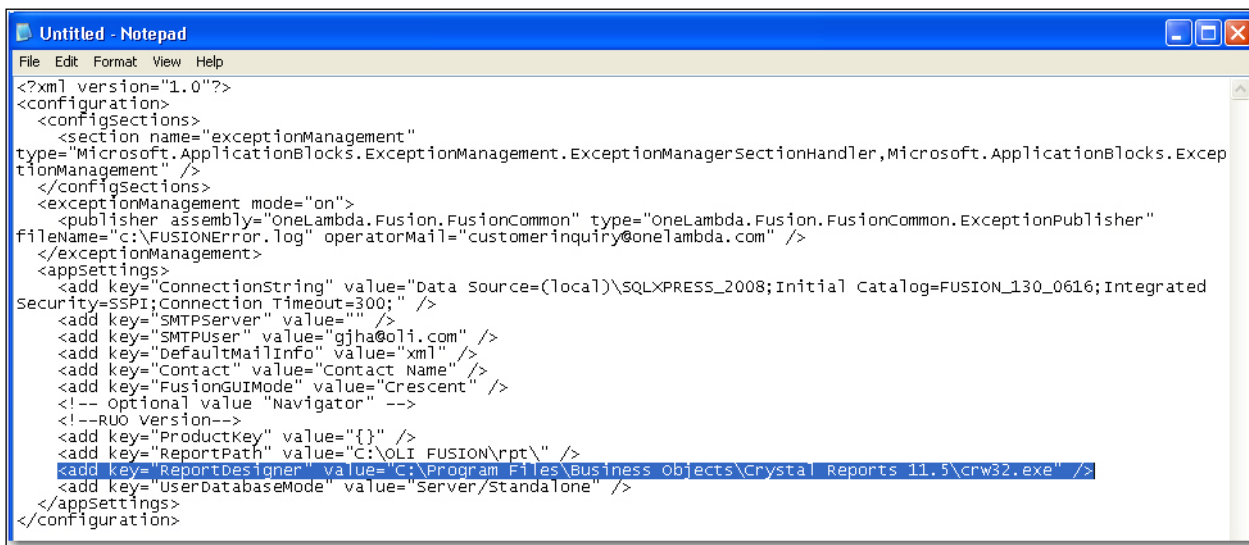 Untitled - Notepad
File Edit Format View Help
<?xml version="1.0"?>
<configuration>
  <configSections>
    <section name="exceptionManagement"
type="Microsoft.ApplicationBlocks.ExceptionManagement.ExceptionManagerSectionHandler,Microsoft.ApplicationBlocks.Excep
tionManagement" />
  </configSections>
  <exceptionManagement mode="on">
    <publisher assembly="OneLambda.Fusion.FusionCommon" type="OneLambda.Fusion.FusionCommon.ExceptionPublisher"
fileName="c:\FUSIONError.log" operatorMail="customerinquiry@onelambda.com" />
  </exceptionManagement>
  <appSettings>
    <add key="ConnectionString" value="Data Source=(local)\SQLXPRESS_2008;Initial Catalog=FUSION_130_0616;Integrated
Security=SSPI;Connection Timeout=300;" />
    <add key="SMTPServer" value="" />
    <add key="SMTPUser" value="gjha@oli.com" />
    <add key="DefaultMailInfo" value="xml" />
    <add key="Contact" value="Contact Name" />
    <add key="FusionGUIMode" value="Crescent" />
    <!-- Optional value "Navigator" -->
    <!--RUO Version-->
    <add key="ProductKey" value="{}" />
    <add key="ReportPath" value="C:\OLI FUSION\rpt\" />
    <add key="ReportDesigner" value="C:\Program Files\Business Objects\Crystal Reports 11.5\crw32.exe" />
    <add key="UserDatabaseMode" value="Server/Standalone" />
  </appSettings>
</configuration>